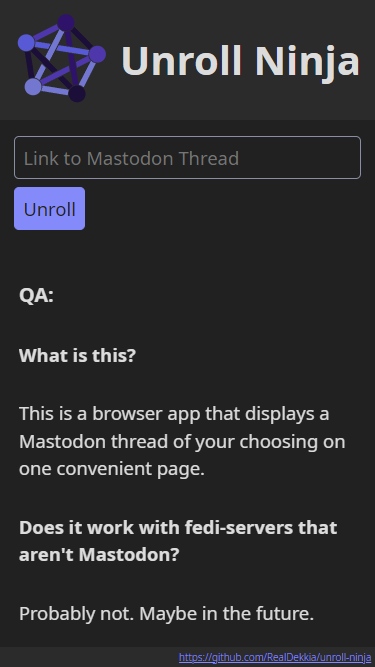 Unroll Ninja
Link to Mastodon Thread
Unroll
QA:
What is this?
This is a browser app that displays a
Mastodon thread of your choosing on
one convenient page.
Does it work with fedi-servers that
aren't Mastodon?
Probably not. Maybe in the future.
https://github.com/RealDekkia/unroll-ninja